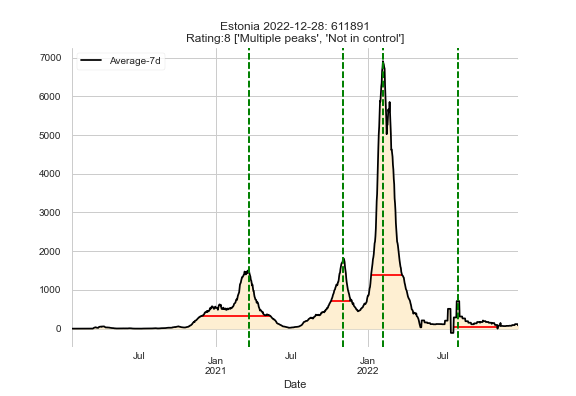 Estonia 2022-12-28: 611891
Rating:8 ['Multiple peaks', 'Not in control']
Average-7d
7000
6000
5000
4000
3000
2000
1000
0
Jul
Jan
2021
Jul
Jan
2022
Jul
Date